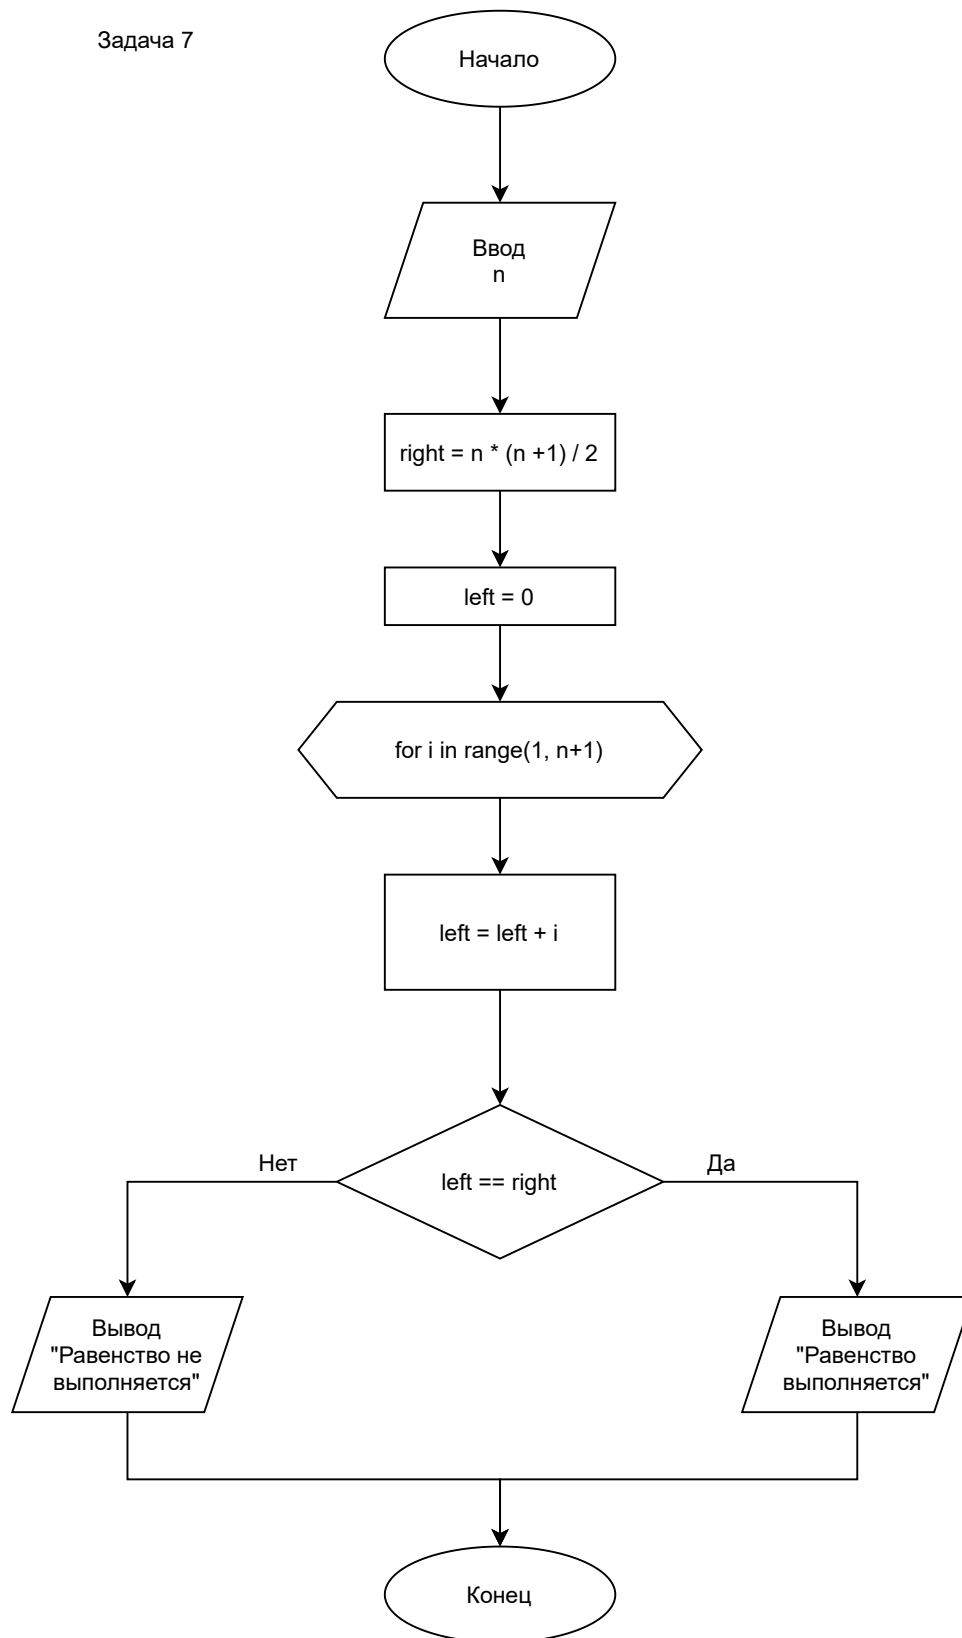 Задача 7
Начало
Ввод
n
right = n * (n +1) / 2
left = 0
for i in range(1, n+1)
left = left + i
Нет
left == right
Да
Вывод
"Равенство не
выполняется"
Вывод
"Равенство
выполняется"
Конец